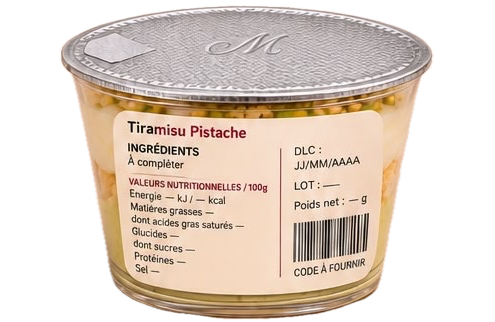 M
Tiramisu Pistache
INGRÉDIENTS
À compléter
VALEURS NUTRITIONNELLES / 100g
Energie — kJ / — kcal
Matières grasses —
dont acides gras saturés —
Glucides —
dont sucres —
Protéines —
Sel —
DLC :
JJ/MM/AAAA
LOT : —
Poids net : — g
CODE À FOURNIR